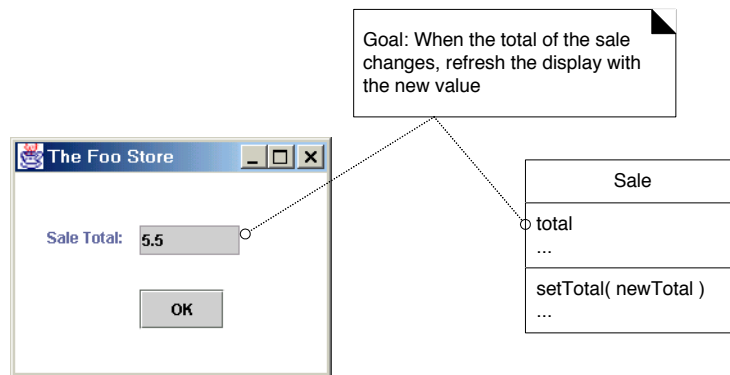 Goal: When the total of the sale
changes, refresh the display with
the new value
The Foo Store
Sale Total: 5.5
OK
Sale
total
...
setTotal( newTotal )
...